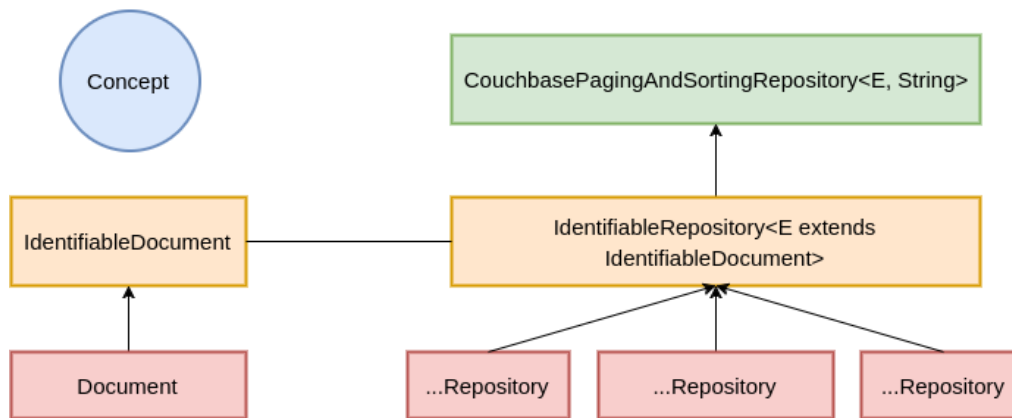 Concept
CouchbasePagingAndSortingRepository<E, String>
IdentifiableDocument
IdentifiableRepository<E extends
IdentifiableDocument>
Document
...Repository
...Repository
...Repository